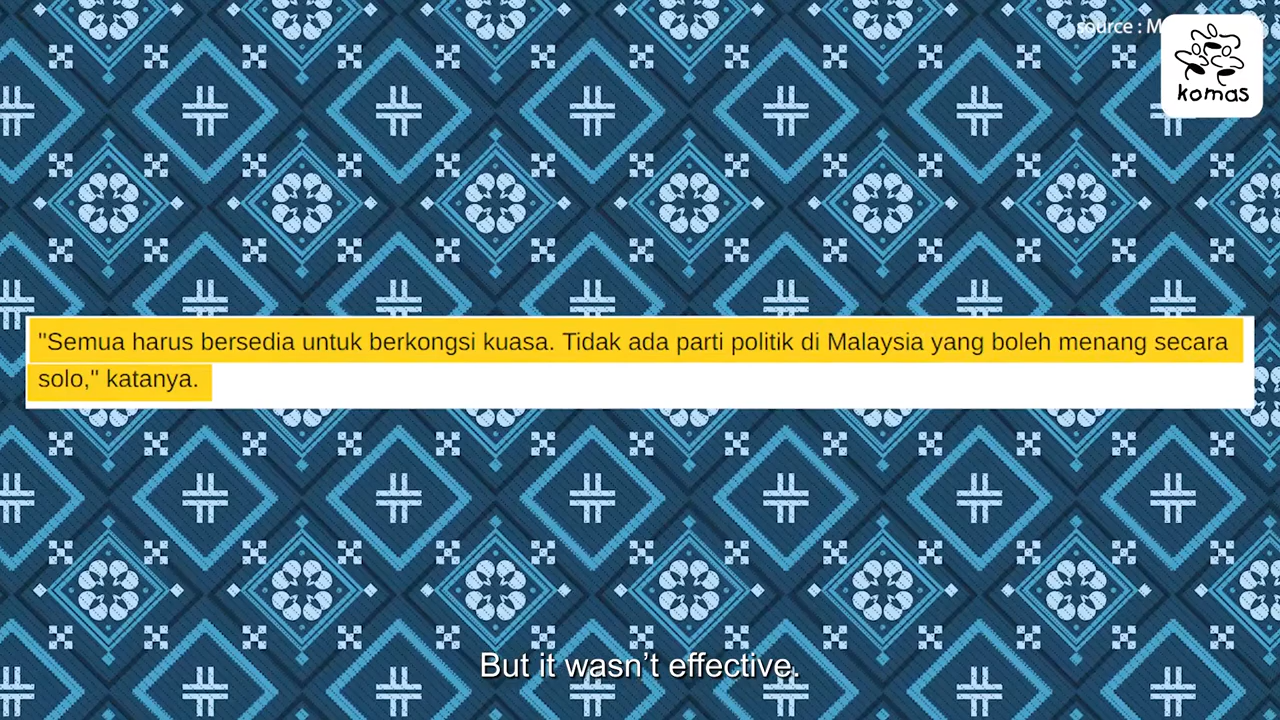 source :
komas
"Semua harus bersedia untuk berkongsi kuasa. Tidak ada parti politik di Malaysia yang boleh menang secara
solo," katanya.
But it wasn’t effective.